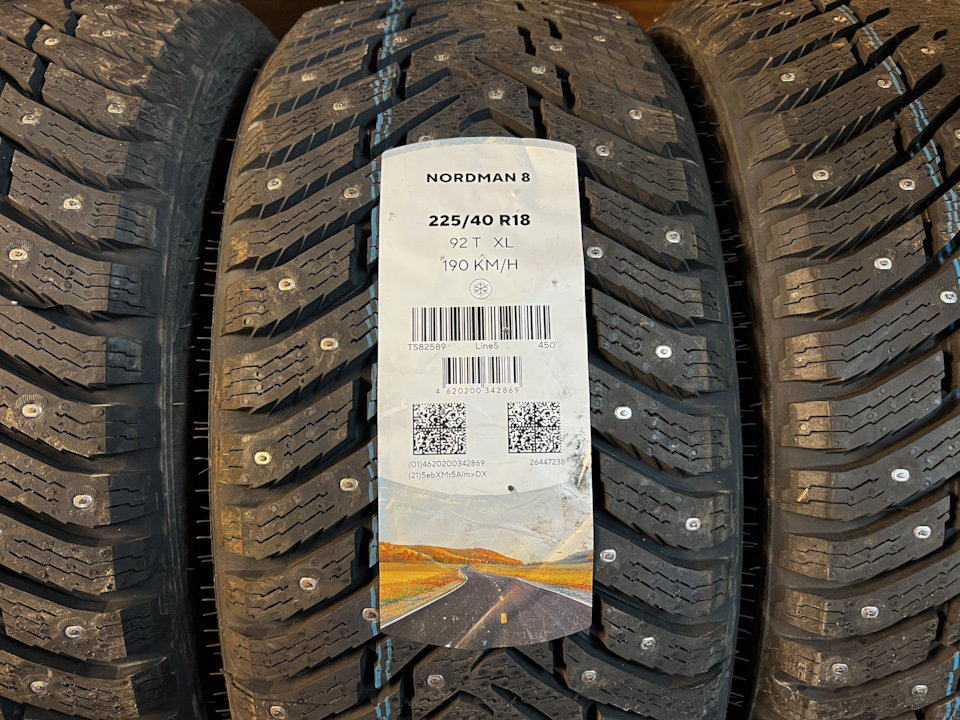 NORDMAN 8
225/40 R18
92 T XL
190 KM/H
TS82589 Line5 450
4 620200 342869
(01)4620200342869 26447238
(21)5ebXMr5AIm>DX